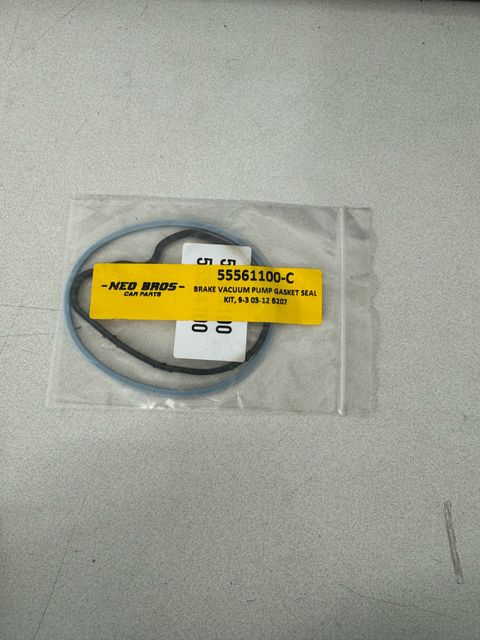 -NEO BROS-
CAR PARTS
55561100-C
BRAKE VACUUM PUMP GASKET SEAL
KIT, 9-3 03-12 B207